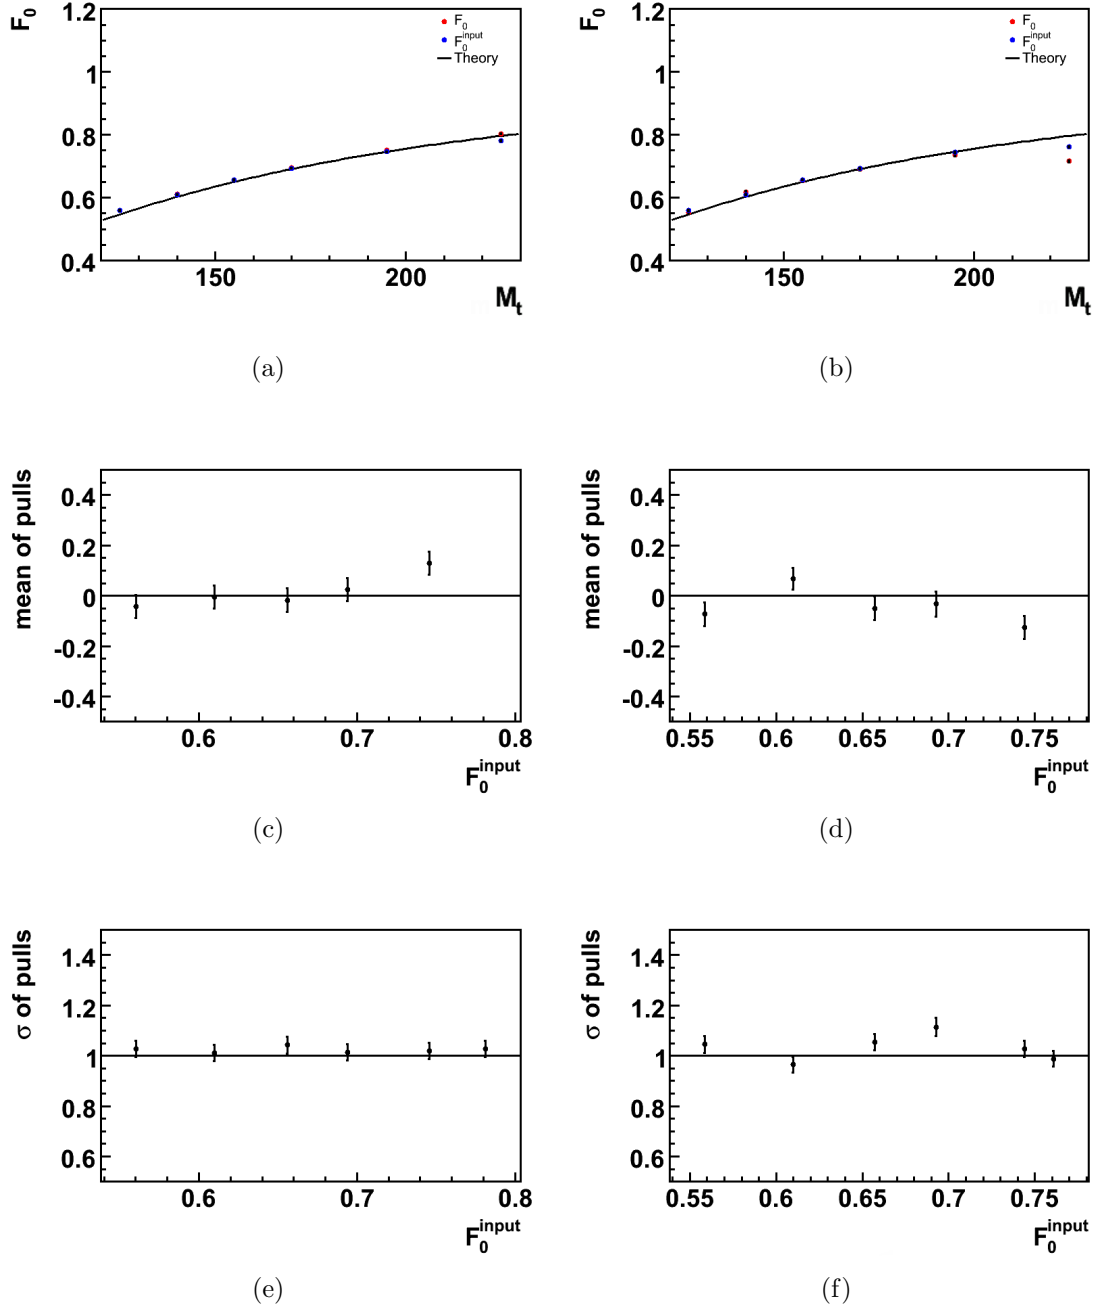 F0
1.2
1
0.8
0.6
0.4
150
200
Mt
F0
F0input
Theory
(a)
F0
1.2
1
0.8
0.6
0.4
150
200
Mt
F0
F0input
Theory
(b)
mean of pulls
0.4
0.2
0
-0.2
-0.4
0.6
0.7
0.8
F0input
(c)
mean of pulls
0.4
0.2
0
-0.2
-0.4
0.55
0.6
0.65
0.7
0.75
F0input
(d)
σ of pulls
1.4
1.2
1
0.8
0.6
0.6
0.7
0.8
F0input
(e)
σ of pulls
1.4
1.2
1
0.8
0.6
0.55
0.6
0.65
0.7
0.75
F0input
(f)